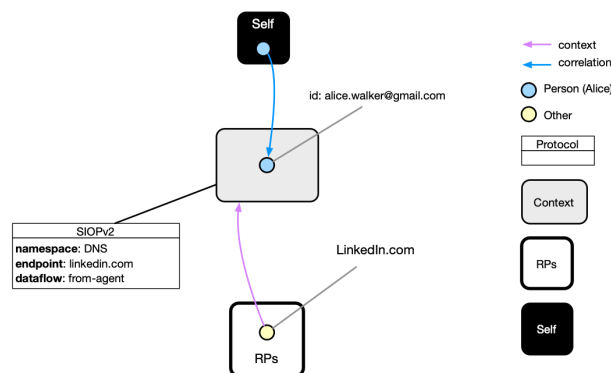 Self
id: alice.walker@gmail.com
SIOPv2
namespace: DNS
endpoint: linkedin.com
dataflow: from-agent
LinkedIn.com
RPs
context
correlation
Person (Alice)
Other
Protocol
Context
RPs
Self